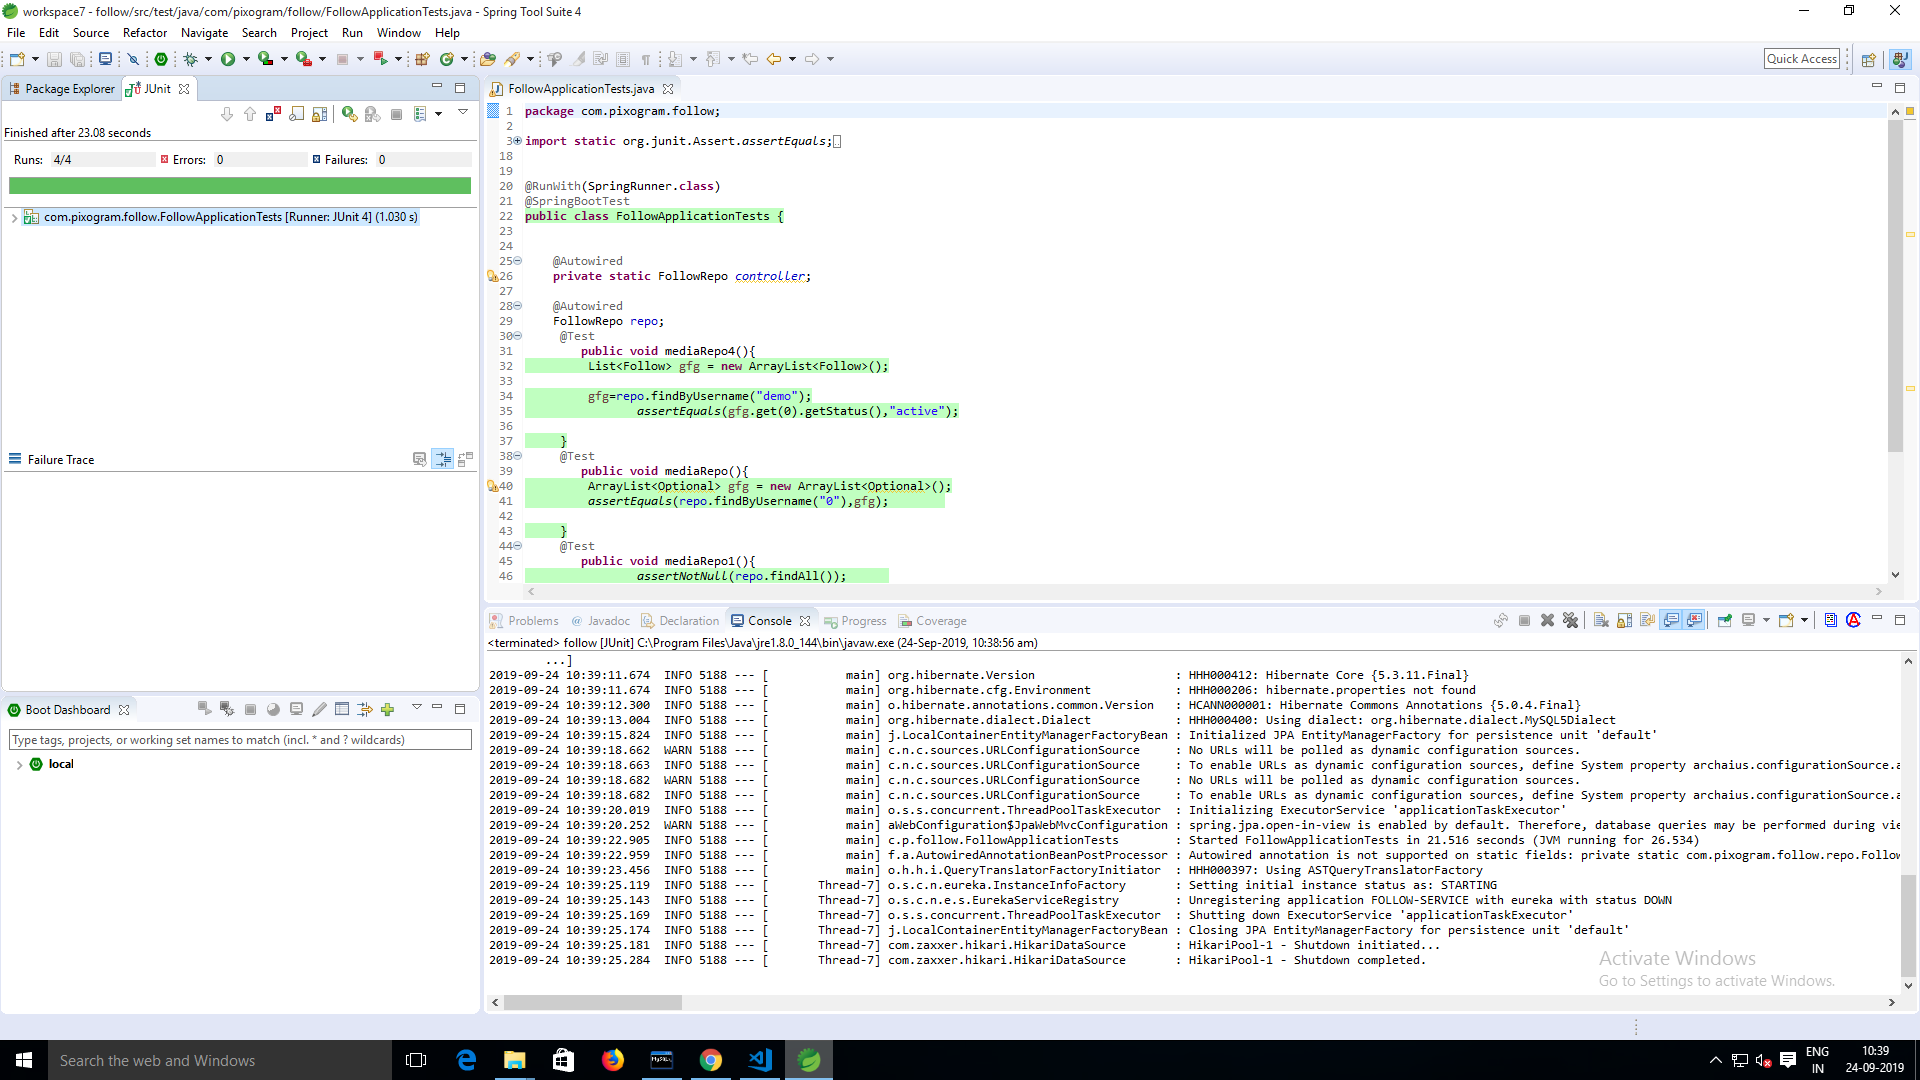 workspace7 - follow/src/test/java/com/pixogram/follow/FollowApplicationTests.java - Spring Tool Suite 4
File Edit Source Refactor Navigate Search Project Run Window Help
Quick Access
Package Explorer JUnit
Finished after 23.08 seconds
Runs: 4/4 Errors: 0 Failures: 0
com.pixogram.follow.FollowApplicationTests [Runner: JUnit 4] (1.030 s)
Failure Trace
Boot Dashboard
Type tags, projects, or working set names to match (incl. * and ? wildcards)
local
FollowApplicationTests.java
1 package com.pixogram.follow;
2
3 import static org.junit.Assert.assertEquals;
18
19
20 @RunWith(SpringRunner.class)
21 @SpringBootTest
22 public class FollowApplicationTests {
23
24
25 @Autowired
26 private static FollowRepo controller;
27
28 @Autowired
29 FollowRepo repo;
30 @Test
31 public void mediaRepo4(){
32 List<Follow> gfg = new ArrayList<Follow>();
33
34 gfg=repo.findByUsername("demo");
35 assertEquals(gfg.get(0).getStatus(),"active");
36
37 }
38 @Test
39 public void mediaRepo(){
40 ArrayList<Optional> gfg = new ArrayList<Optional>();
41 assertEquals(repo.findByUsername("0"),gfg);
42
43 }
44 @Test
45 public void mediaRepo1(){
46 assertNotNull(repo.findAll());
Problems Javadoc Declaration Console Progress Coverage
<terminated> follow [JUnit] C:\Program Files\Java\jre1.8.0_144\bin\javaw.exe (24-Sep-2019, 10:38:56 am)
...]
2019-09-24 10:39:11.674 INFO 5188 --- [ main] org.hibernate.Version : HHH000412: Hibernate Core {5.3.11.Final}
2019-09-24 10:39:11.674 INFO 5188 --- [ main] org.hibernate.cfg.Environment : HHH000206: hibernate.properties not found
2019-09-24 10:39:12.300 INFO 5188 --- [ main] o.hibernate.annotations.common.Version : HCANN000001: Hibernate Commons Annotations {5.0.4.Final}
2019-09-24 10:39:13.004 INFO 5188 --- [ main] org.hibernate.dialect.Dialect : HHH000400: Using dialect: org.hibernate.dialect.MySQL5Dialect
2019-09-24 10:39:15.824 INFO 5188 --- [ main] j.LocalContainerEntityManagerFactoryBean : Initialized JPA EntityManagerFactory for persistence unit 'default'
2019-09-24 10:39:18.662 WARN 5188 --- [ main] c.n.c.sources.URLConfigurationSource : No URLs will be polled as dynamic configuration sources.
2019-09-24 10:39:18.663 INFO 5188 --- [ main] c.n.c.sources.URLConfigurationSource : To enable URLs as dynamic configuration sources, define System property archaius.configurationSource.a
2019-09-24 10:39:18.682 WARN 5188 --- [ main] c.n.c.sources.URLConfigurationSource : No URLs will be polled as dynamic configuration sources.
2019-09-24 10:39:18.682 INFO 5188 --- [ main] c.n.c.sources.URLConfigurationSource : To enable URLs as dynamic configuration sources, define System property archaius.configurationSource.a
2019-09-24 10:39:20.019 INFO 5188 --- [ main] o.s.s.concurrent.ThreadPoolTaskExecutor : Initializing ExecutorService 'applicationTaskExecutor'
2019-09-24 10:39:20.252 WARN 5188 --- [ main] aWebConfiguration$JpaWebMvcConfiguration : spring.jpa.open-in-view is enabled by default. Therefore, database queries may be performed during vie
2019-09-24 10:39:22.905 INFO 5188 --- [ main] c.p.follow.FollowApplicationTests : Started FollowApplicationTests in 21.516 seconds (JVM running for 26.534)
2019-09-24 10:39:22.959 INFO 5188 --- [ main] f.a.AutowiredAnnotationBeanPostProcessor : Autowired annotation is not supported on static fields: private static com.pixogram.follow.repo.Follow
2019-09-24 10:39:23.456 INFO 5188 --- [ main] o.h.h.i.QueryTranslatorFactoryInitiator : HHH000397: Using ASTQueryTranslatorFactory
2019-09-24 10:39:25.119 INFO 5188 --- [ Thread-7] o.s.c.n.eureka.InstanceInfoFactory : Setting initial instance status as: STARTING
2019-09-24 10:39:25.143 INFO 5188 --- [ Thread-7] o.s.c.n.e.s.EurekaServiceRegistry : Unregistering application FOLLOW-SERVICE with eureka with status DOWN
2019-09-24 10:39:25.169 INFO 5188 --- [ Thread-7] o.s.s.concurrent.ThreadPoolTaskExecutor : Shutting down ExecutorService 'applicationTaskExecutor'
2019-09-24 10:39:25.174 INFO 5188 --- [ Thread-7] j.LocalContainerEntityManagerFactoryBean : Closing JPA EntityManagerFactory for persistence unit 'default'
2019-09-24 10:39:25.181 INFO 5188 --- [ Thread-7] com.zaxxer.hikari.HikariDataSource : HikariPool-1 - Shutdown initiated...
2019-09-24 10:39:25.284 INFO 5188 --- [ Thread-7] com.zaxxer.hikari.HikariDataSource : HikariPool-1 - Shutdown completed.
Activate Windows
Go to Settings to activate Windows.
Search the web and Windows
ENG
IN
10:39
24-09-2019